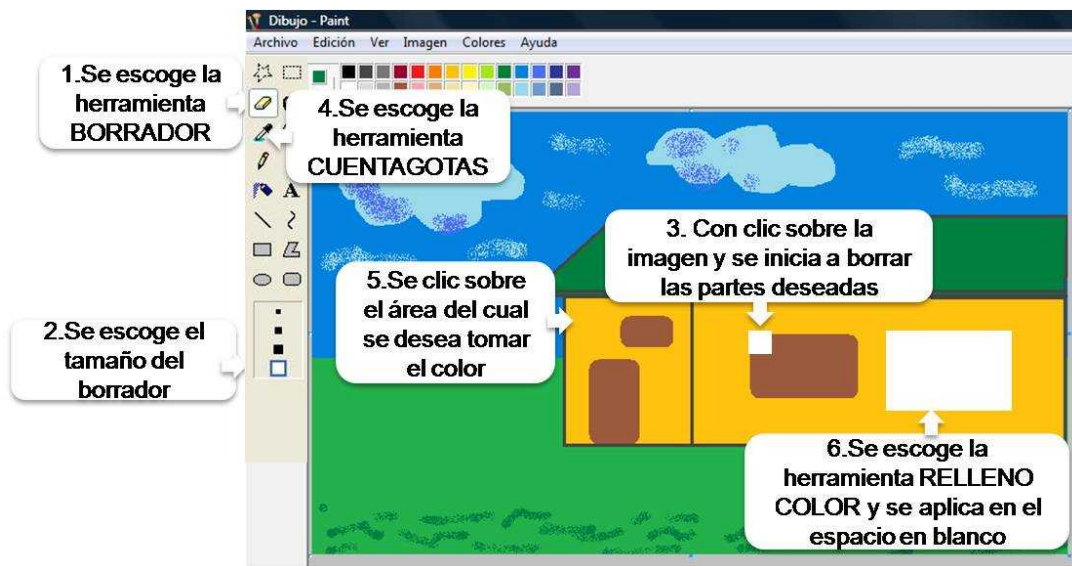 Dibujo - Paint
Archivo Edición Ver Imagen Colores Ayuda
1.Se escoge la
herramienta
BORRADOR
4.Se escoge la
herramienta
CUENTAGOTAS
A
3. Con clic sobre la
imagen y se inicia a borrar
las partes deseadas
5.Se clic sobre
el área del cual
se desea tomar
el color
2.Se escoge el
tamaño del
borrador
6.Se escoge la
herramienta RELLENO
COLOR y se aplica en el
espacio en blanco